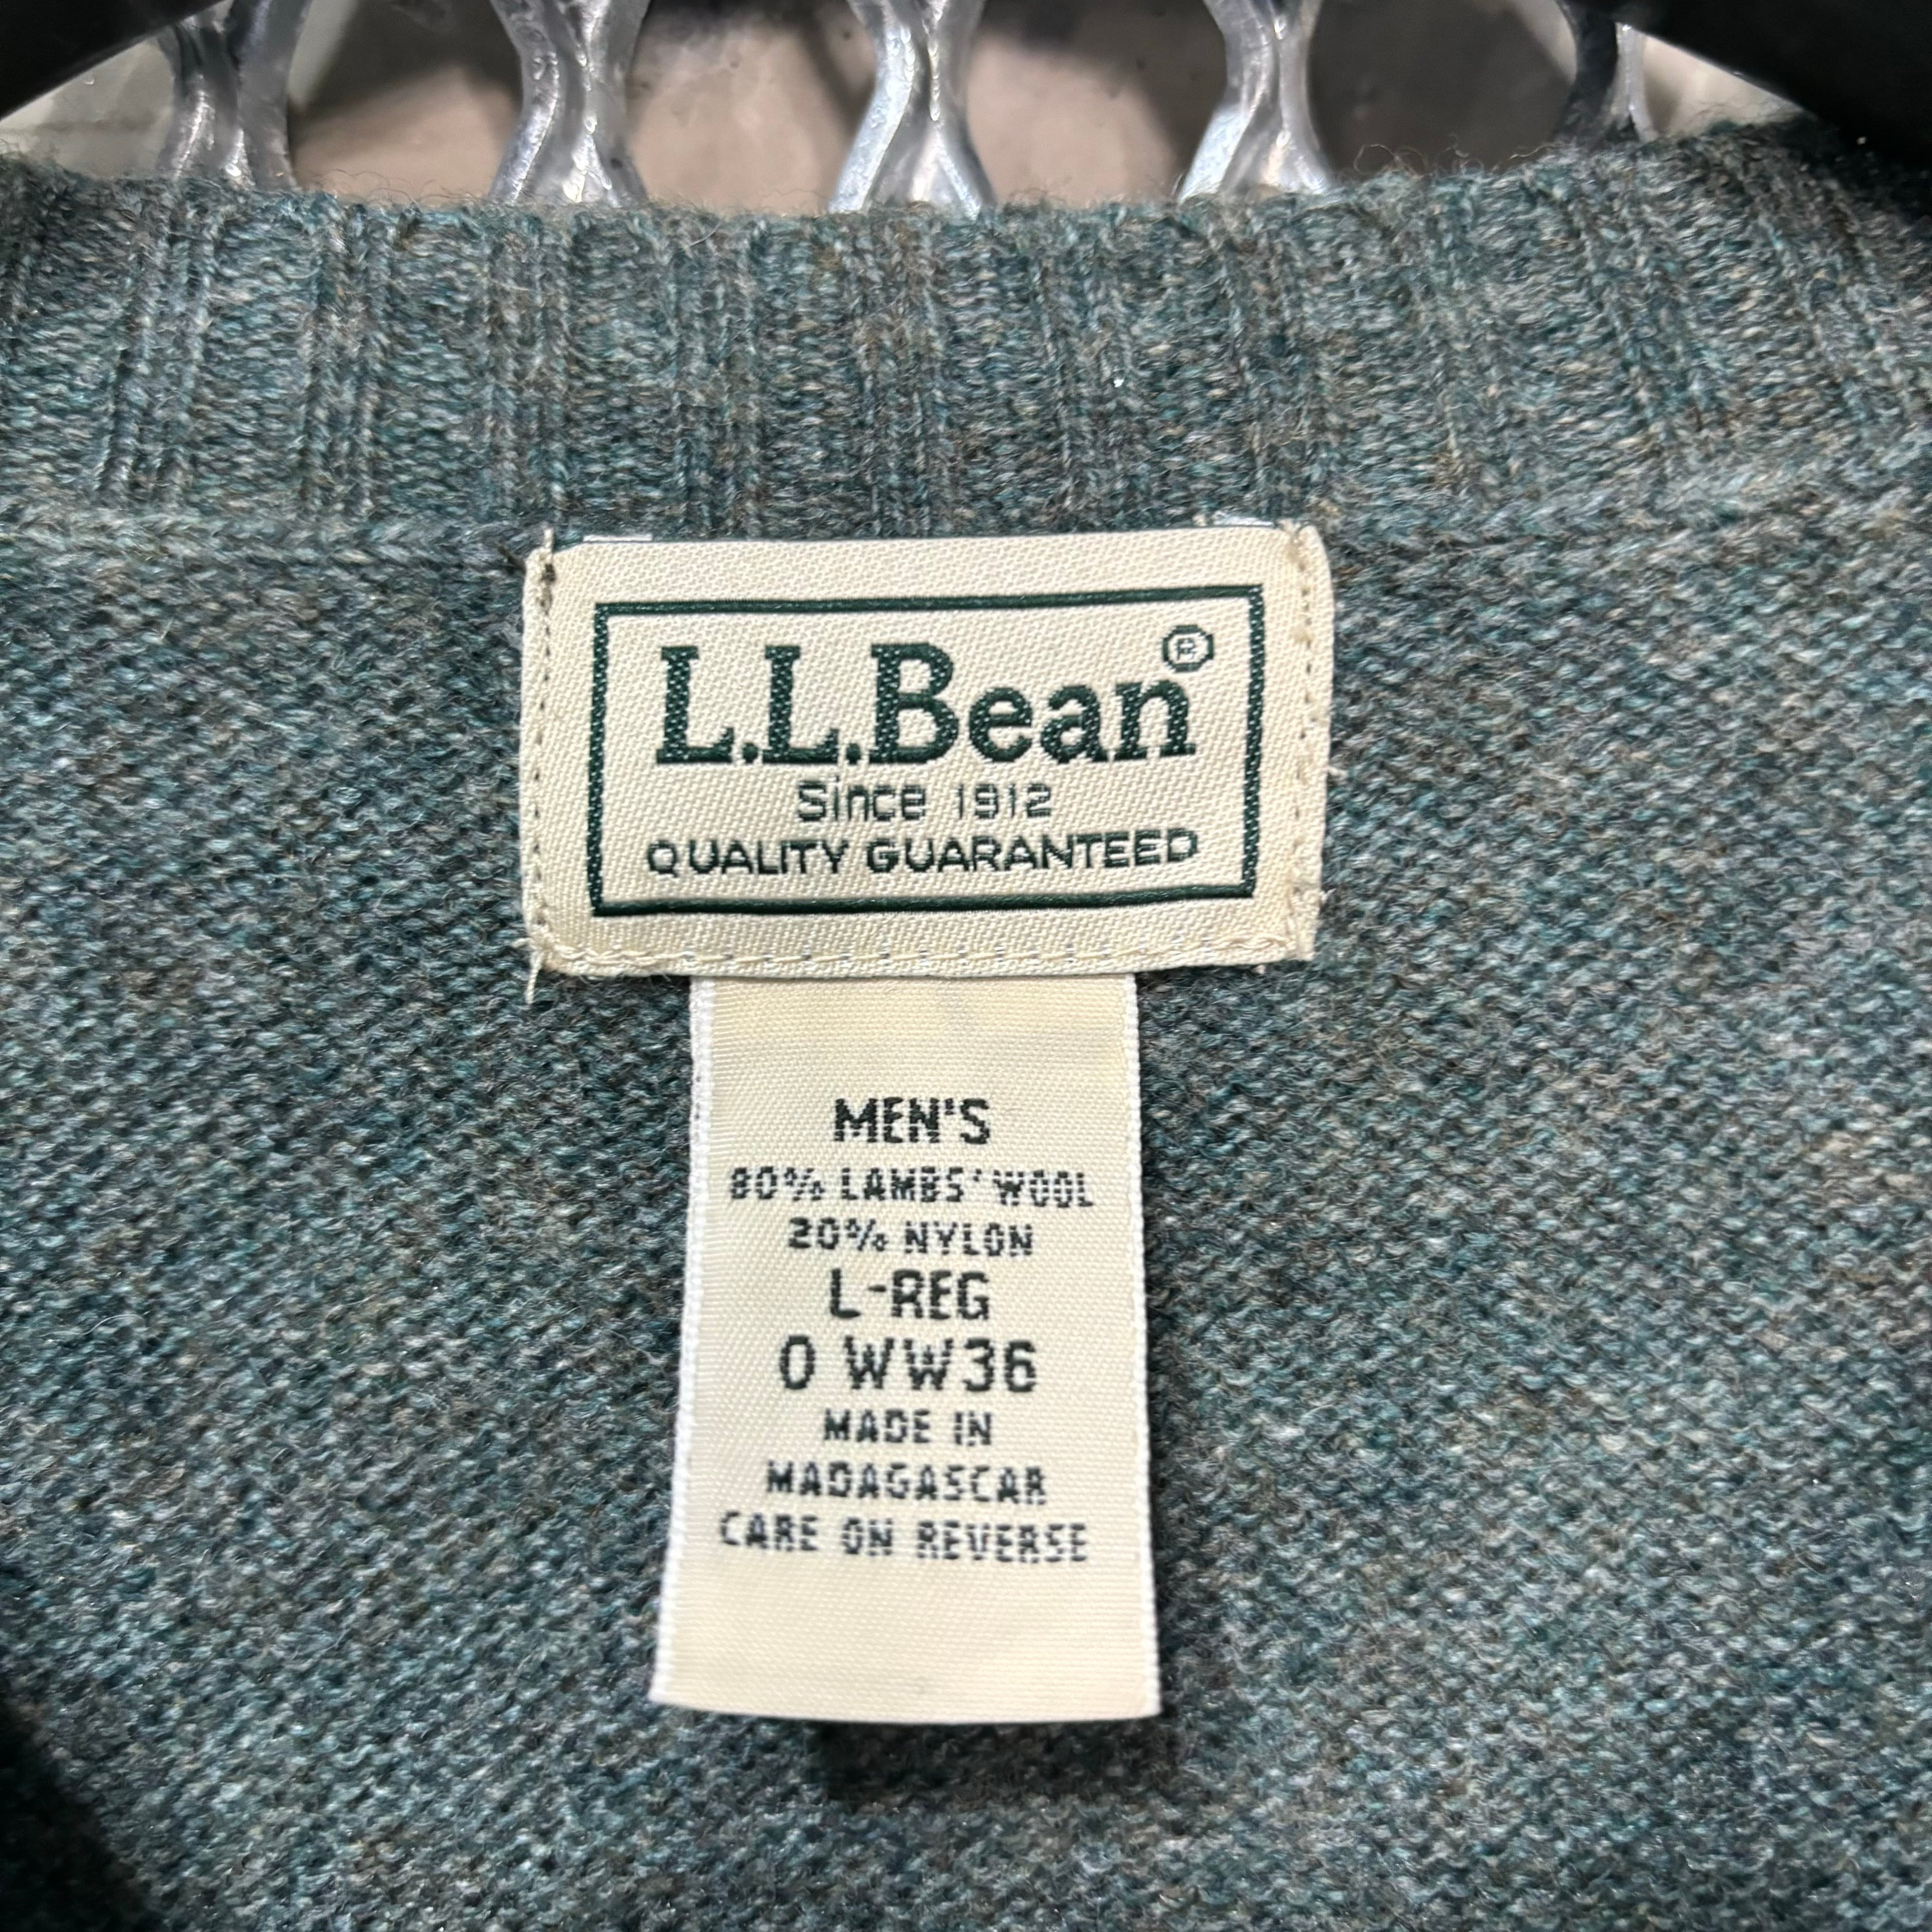 L.L.Bean®
Since 1912
QUALITY GUARANTEED
MEN'S
80% LAMBS' WOOL
20% NYLON
L-REG
0 WW36
MADE IN
MADAGASCAR
CARE ON REVERSE